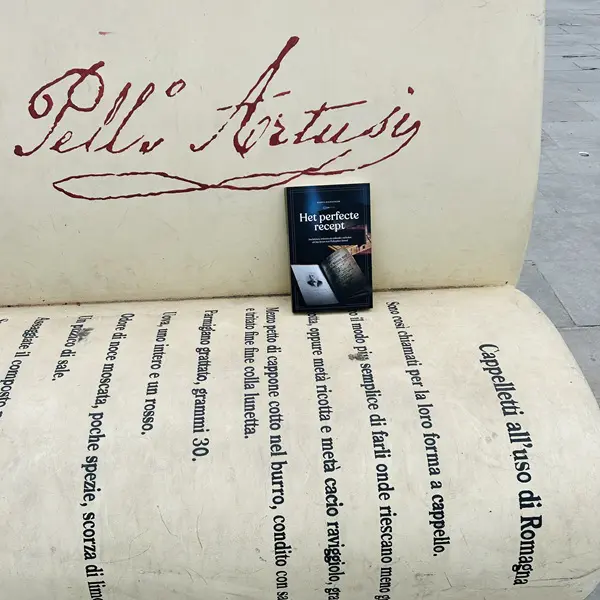 Pell.º Artusi
Het perfecte
recept
Cappelletti all'uso di Romagna
Sono così chiamati per la loro forma a cappello.
il modo più semplice di farli onde riescano meno
oppure metà ricotta e metà cacio raviggiolo,
Mezzo petto di cappone cotto nel burro, condito con
e tritato fine fine colla lunetta.
Parmigiano grattato, grammi 30.
Uova, uno intero e un rosso.
Odore di noce moscata, poche spezie, scorza di
Un pizzico di sale.
Assaggiate il composto